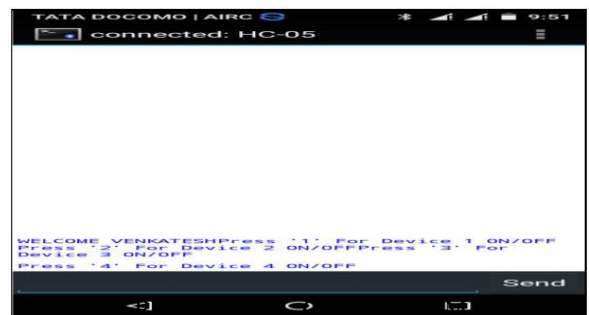 TATA DOCOMO | AIRC 9:51
connected: HC-05
WELCOME VENKATESHPress '1' For Device 1 ON/OFF
Press '2' For Device 2 ON/OFFPress '3' For
Device 3 ON/OFF
Press '4' For Device 4 ON/OFF
Send